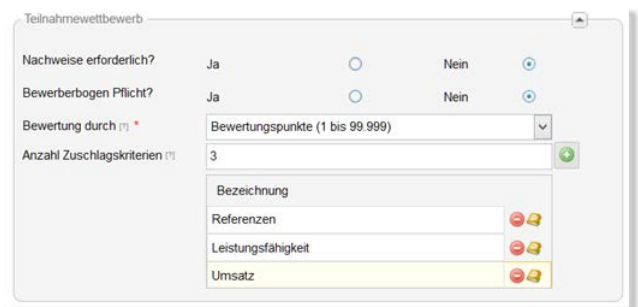 Teilnahmewettbewerb
Nachweise erforderlich? Ja Nein
Bewerberbogen Pflicht? Ja Nein
Bewertung durch [?] * Bewertungspunkte (1 bis 99.999)
Anzahl Zuschlagskriterien [?] 3
Bezeichnung
Referenzen
Leistungsfähigkeit
Umsatz